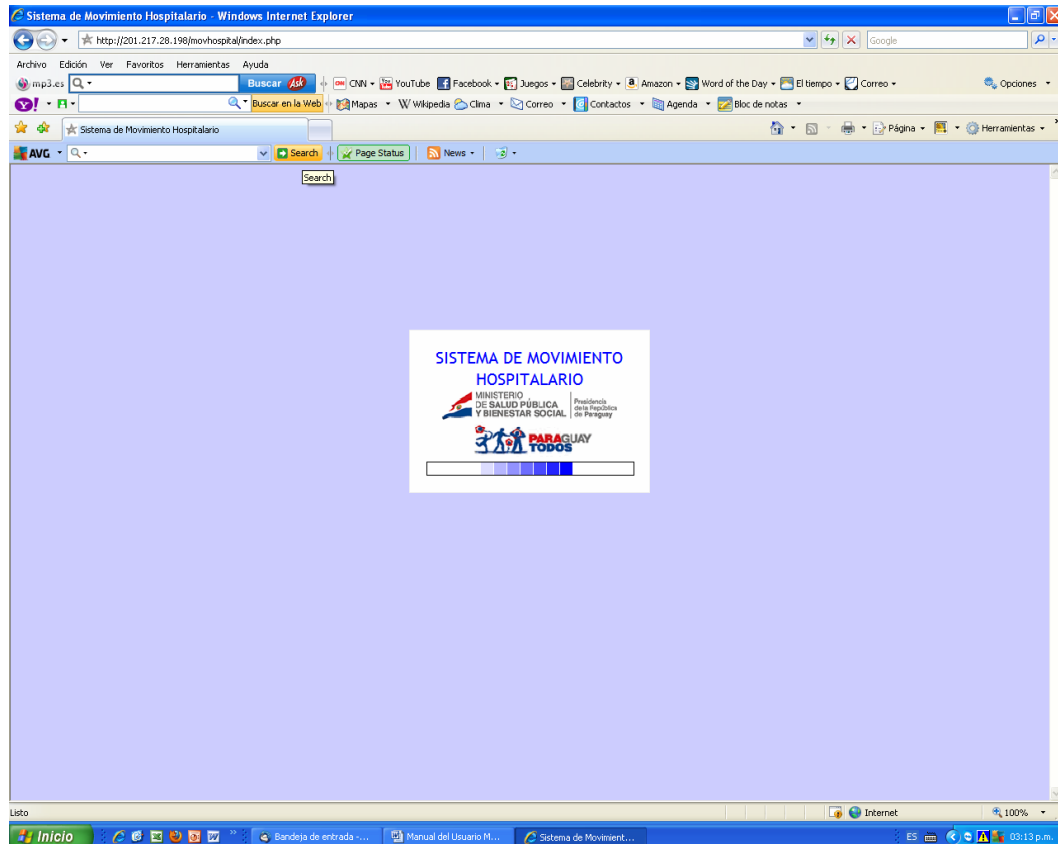 Sistema de Movimiento Hospitalario - Windows Internet Explorer
http://201.217.28.198/movhospital/index.php
Google
Archivo Edición Ver Favoritos Herramientas Ayuda
mp3.es Buscar Ask CNN YouTube Facebook Juegos Celebrity Amazon Word of the Day El tiempo Correo Opciones
Y! Buscar en la Web Mapas W Wikipedia Clima Correo Contactos Agenda Bloc de notas
Sistema de Movimiento Hospitalario Página Herramientas
AVG Search Page Status News
Search
SISTEMA DE MOVIMIENTO
HOSPITALARIO
MINISTERIO
DE SALUD PÚBLICA
Y BIENESTAR SOCIAL
Presidencia
de la República
de Paraguay
PARAGUAY
TODOS
Listo Internet 100%
Inicio Bandeja de entrada -... Manual del Usuario M... Sistema de Movimient... ES 03:13 p.m.